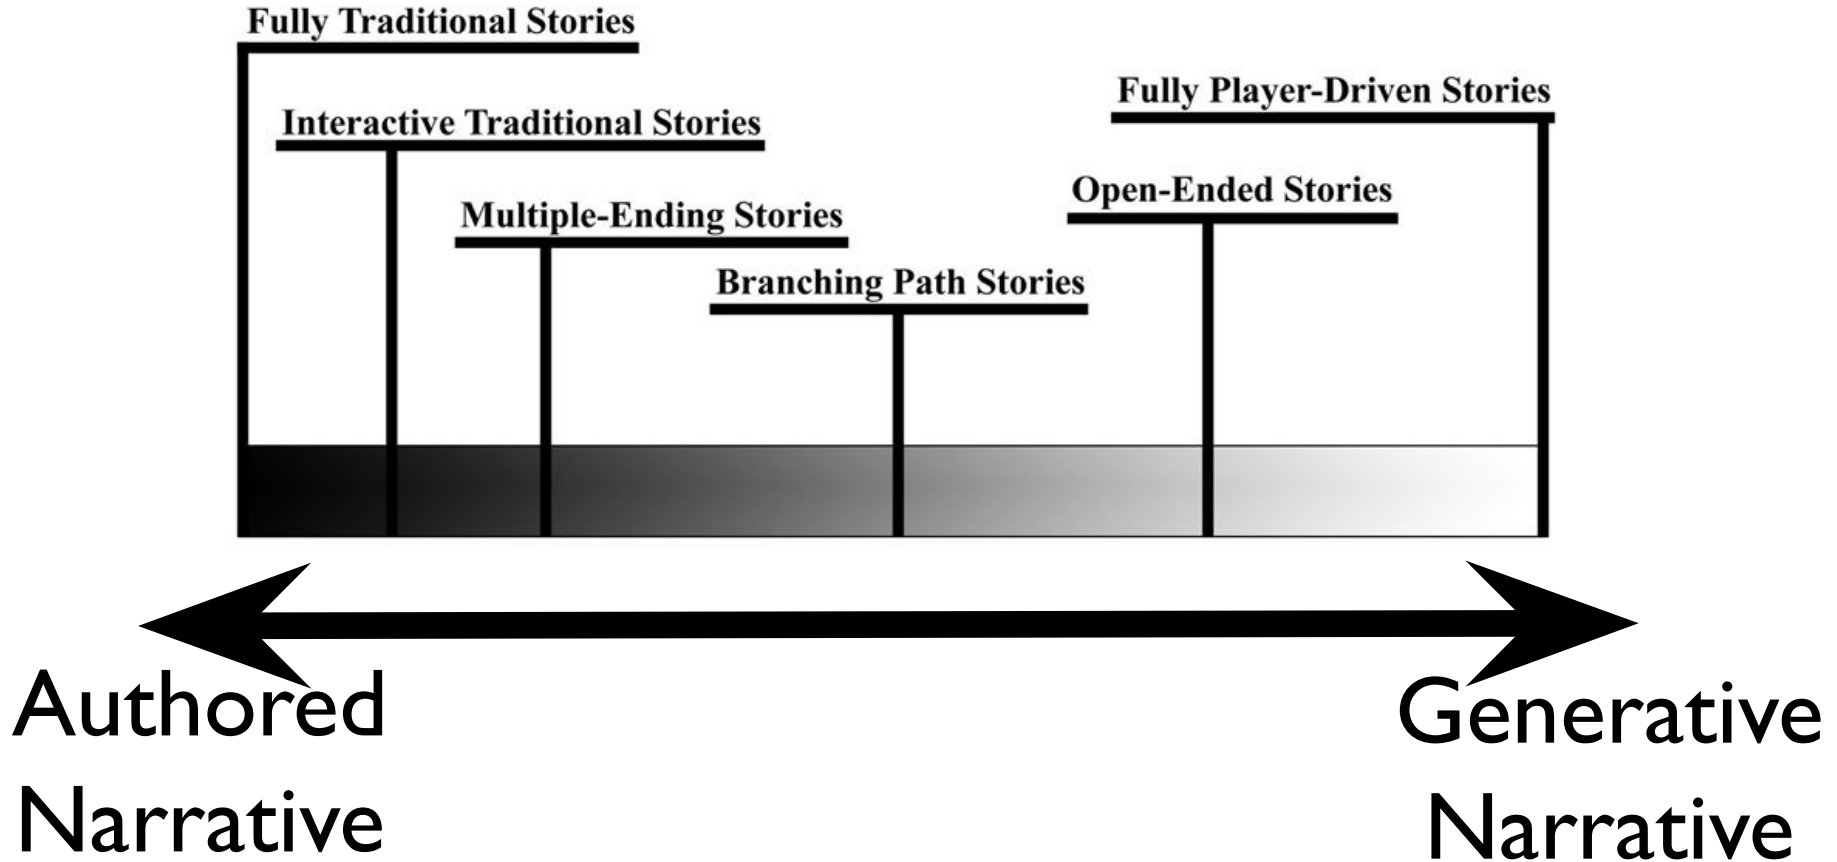 Fully Traditional Stories
Fully Player-Driven Stories
Interactive Traditional Stories
Open-Ended Stories
Multiple-Ending Stories
Branching Path Stories
Authored
Narrative
Generative
Narrative